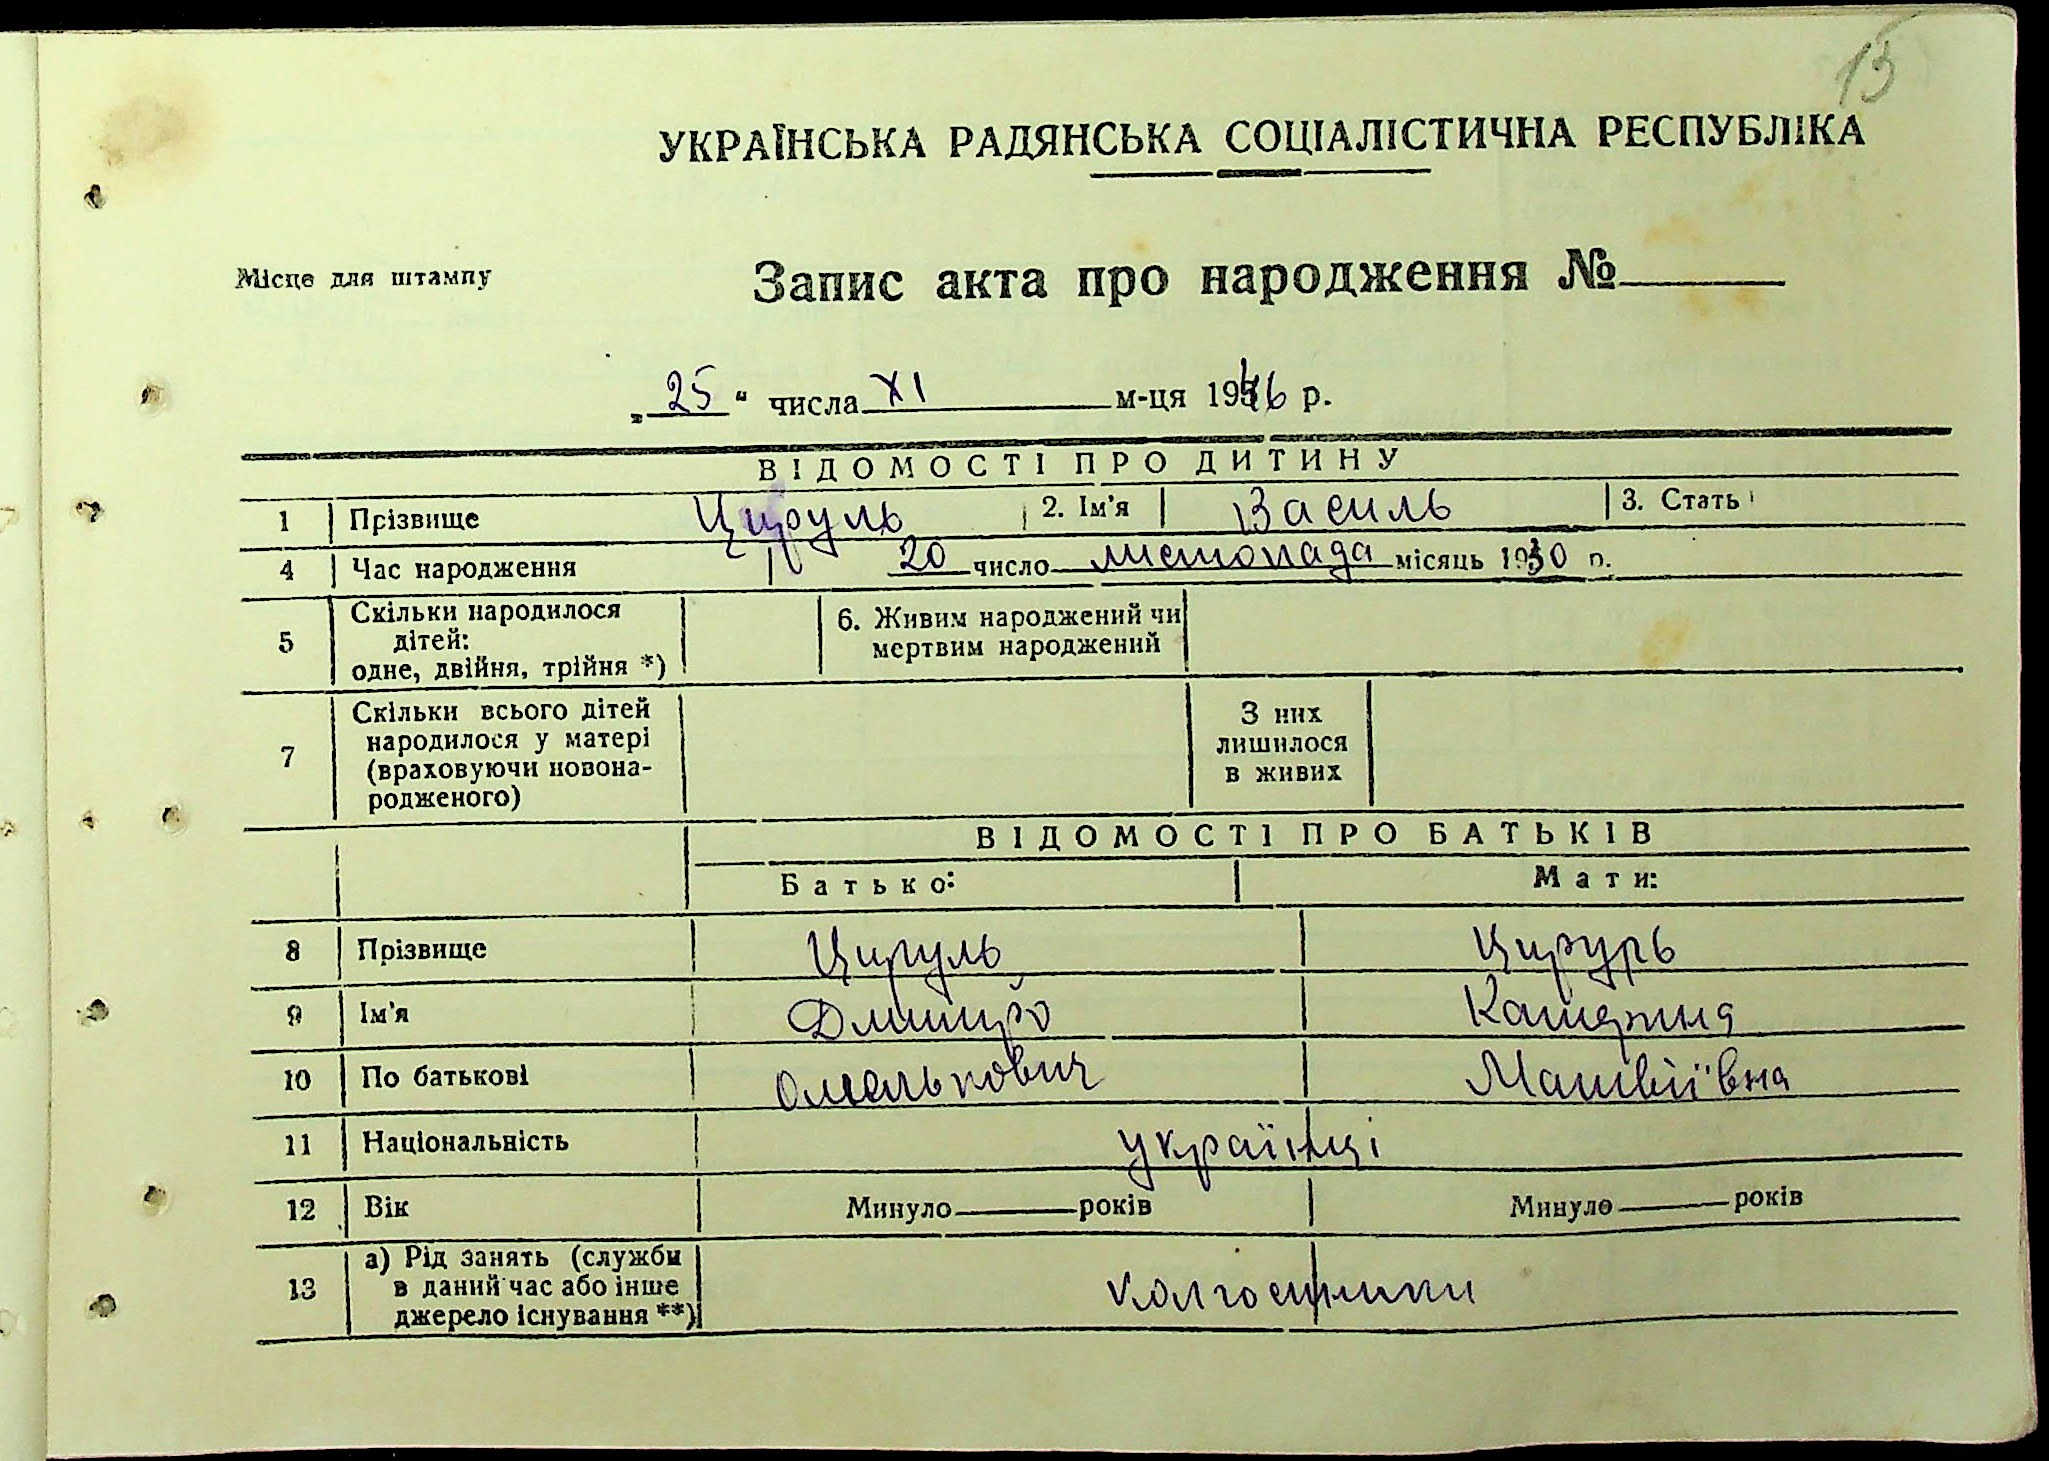 15
УКРАЇНСЬКА РАДЯНСЬКА СОЦІАЛІСТИЧНА РЕСПУБЛІКА
Місце для штампу
Запис акта про народження №
„25“ числа XI м-ця 1946 р.
ВІДОМОСТІ ПРО ДИТИНУ
1 Прізвище Цируль 2. Ім'я Василь 3. Стать
4 Час народження 20 число листопада місяць 1930 р.
5 Скільки народилося
дітей:
одне, двійня, трійня *)
6. Живим народжений чи
мертвим народжений
7 Скільки всього дітей
народилося у матері
(враховуючи новона-
родженого)
З них
лишилося
в живих
ВІДОМОСТІ ПРО БАТЬКІВ
Батько: Мати:
8 Прізвище Цируль Цируль
9 Ім'я Дмитро Катерина
10 По батькові Омелькович Матвіївна
11 Національність українці
12 Вік Минуло років Минуло років
13 а) Рід занять (служби
в даний час або інше
джерело існування **)
колгоспники